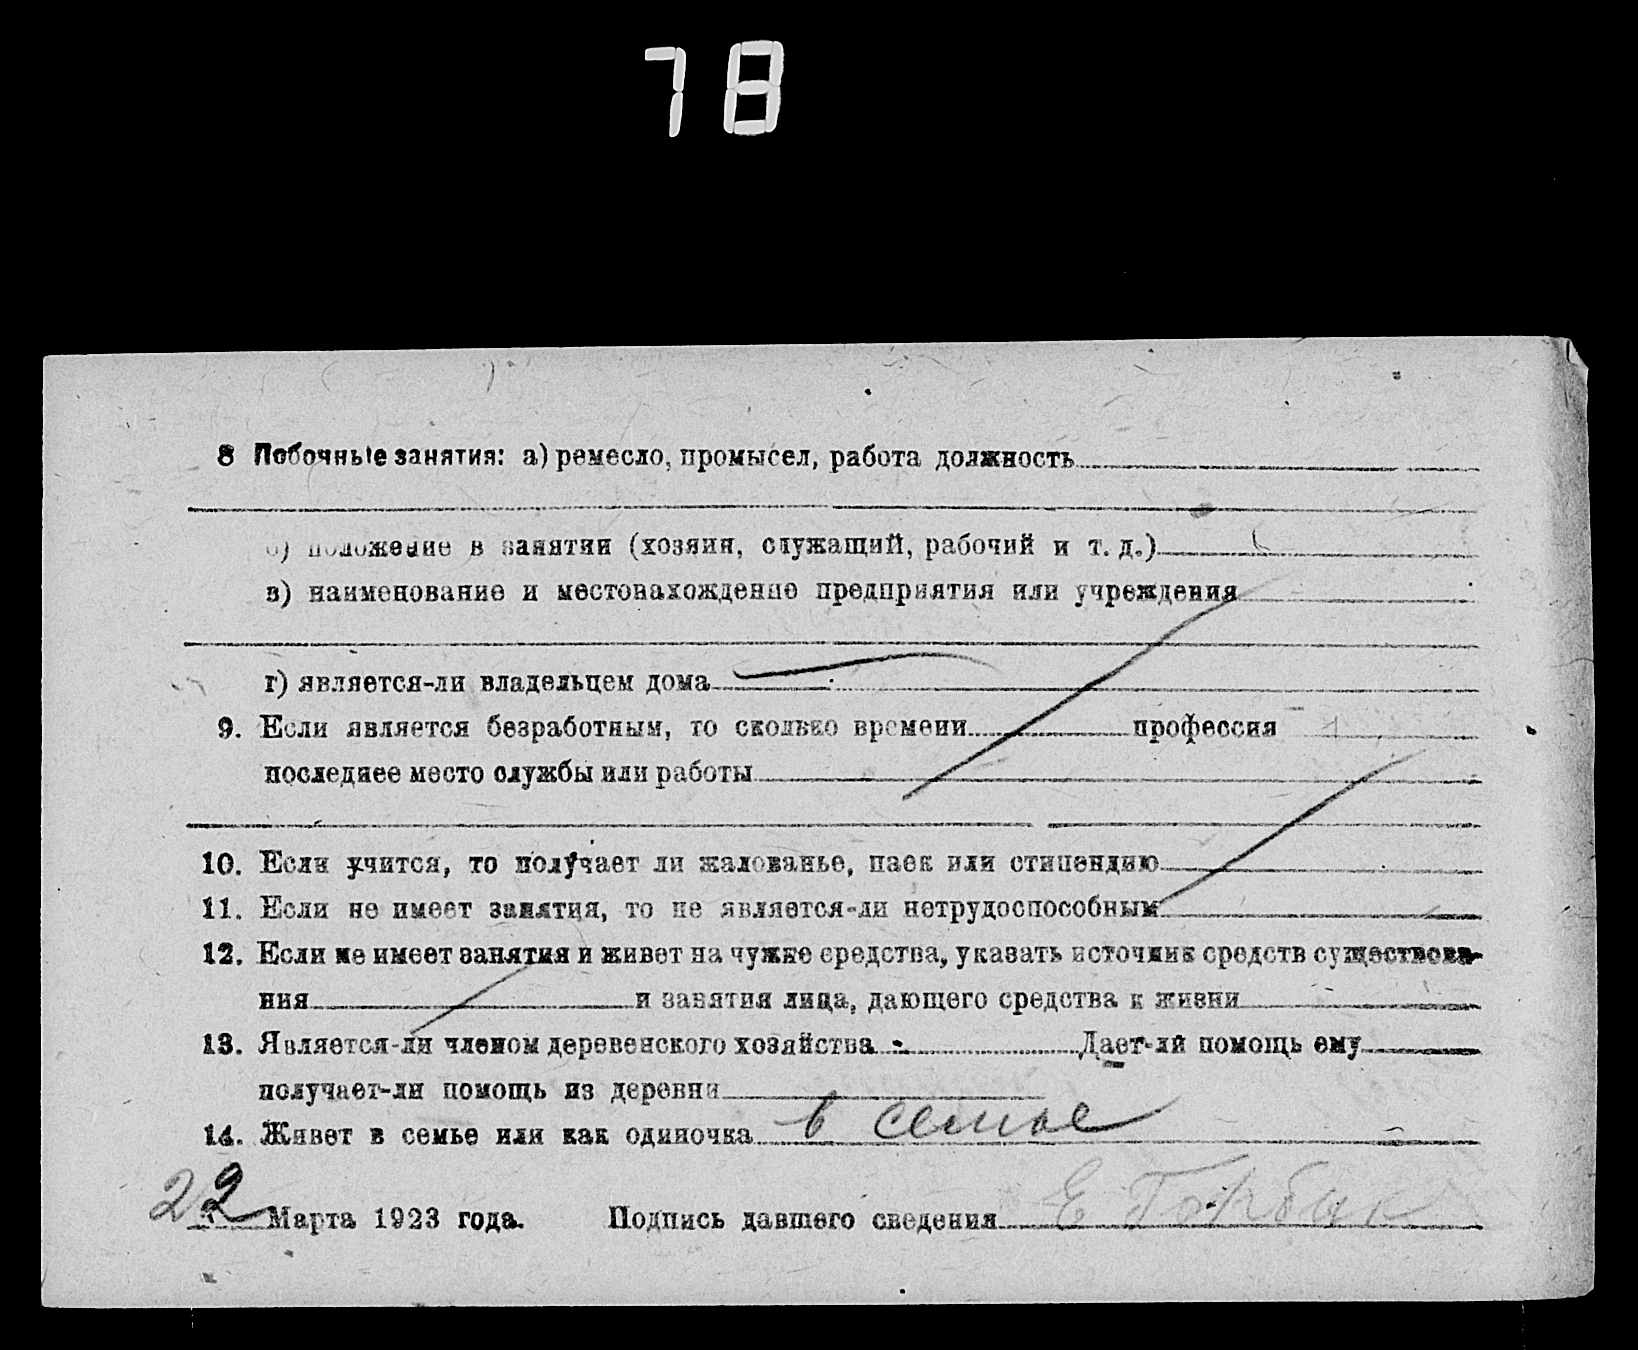 78
8 Побочные занятия: а) ремесло, промысел, работа должность
б) положение в занятии (хозяин, служащий, рабочий и т. д.)
в) наименование и местонахождение предприятия или учреждения
г) является-ли владельцем дома
9. Если является безработным, то сколько времени профессия
последнее место службы или работы
10. Если учится, то получает ли жалованье, паек или стипендию
11. Если не имеет занятия, то не является-ли нетрудоспособным
12. Если не имеет занятия и живет на чужие средства, указать источник средств существова-
ния и занятия лица, дающего средства к жизни
13. Является-ли членом деревенского хозяйства - Дает-ли помощь ему
получает-ли помощь из деревни
14. Живет в семье или как одиночка в семье
22 Марта 1923 года. Подпись давшего сведения Е Горбик